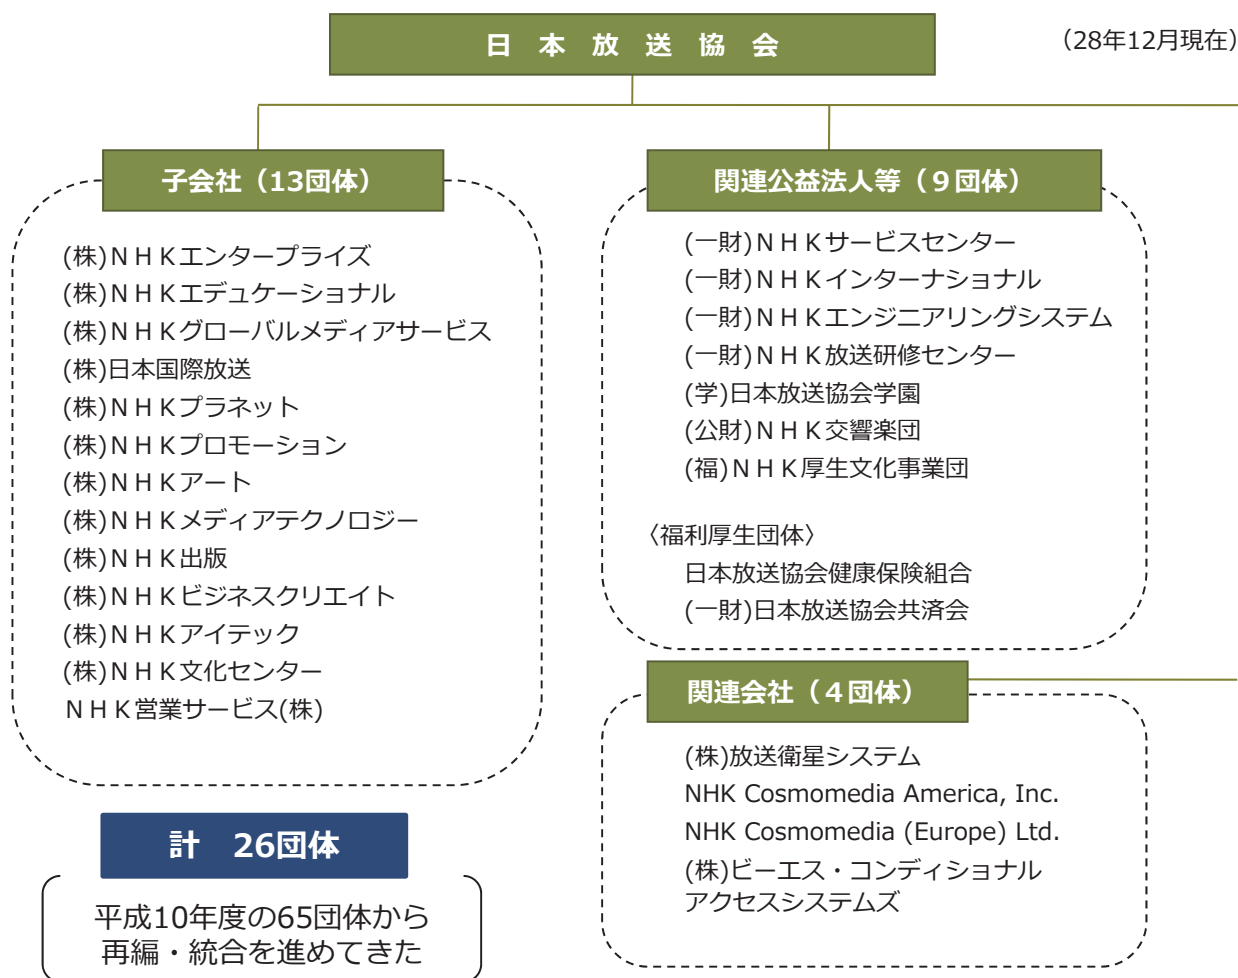 日 本 放 送 協 会
（28年12月現在）
子会社（13団体）
(株)ＮＨＫエンタープライズ
(株)ＮＨＫエデュケーショナル
(株)ＮＨＫグローバルメディアサービス
(株)日本国際放送
(株)ＮＨＫプラネット
(株)ＮＨＫプロモーション
(株)ＮＨＫアート
(株)ＮＨＫメディアテクノロジー
(株)ＮＨＫ出版
(株)ＮＨＫビジネスクリエイト
(株)ＮＨＫアイテック
(株)ＮＨＫ文化センター
ＮＨＫ営業サービス(株)
計　26団体
平成10年度の65団体から
再編・統合を進めてきた
関連公益法人等（９団体）
(一財)ＮＨＫサービスセンター
(一財)ＮＨＫインターナショナル
(一財)ＮＨＫエンジニアリングシステム
(一財)ＮＨＫ放送研修センター
(学)日本放送協会学園
(公財)ＮＨＫ交響楽団
(福)ＮＨＫ厚生文化事業団
〈福利厚生団体〉
日本放送協会健康保険組合
(一財)日本放送協会共済会
関連会社（４団体）
(株)放送衛星システム
NHK Cosmomedia America, Inc.
NHK Cosmomedia (Europe) Ltd.
(株)ビーエス・コンディショナル
アクセスシステムズ